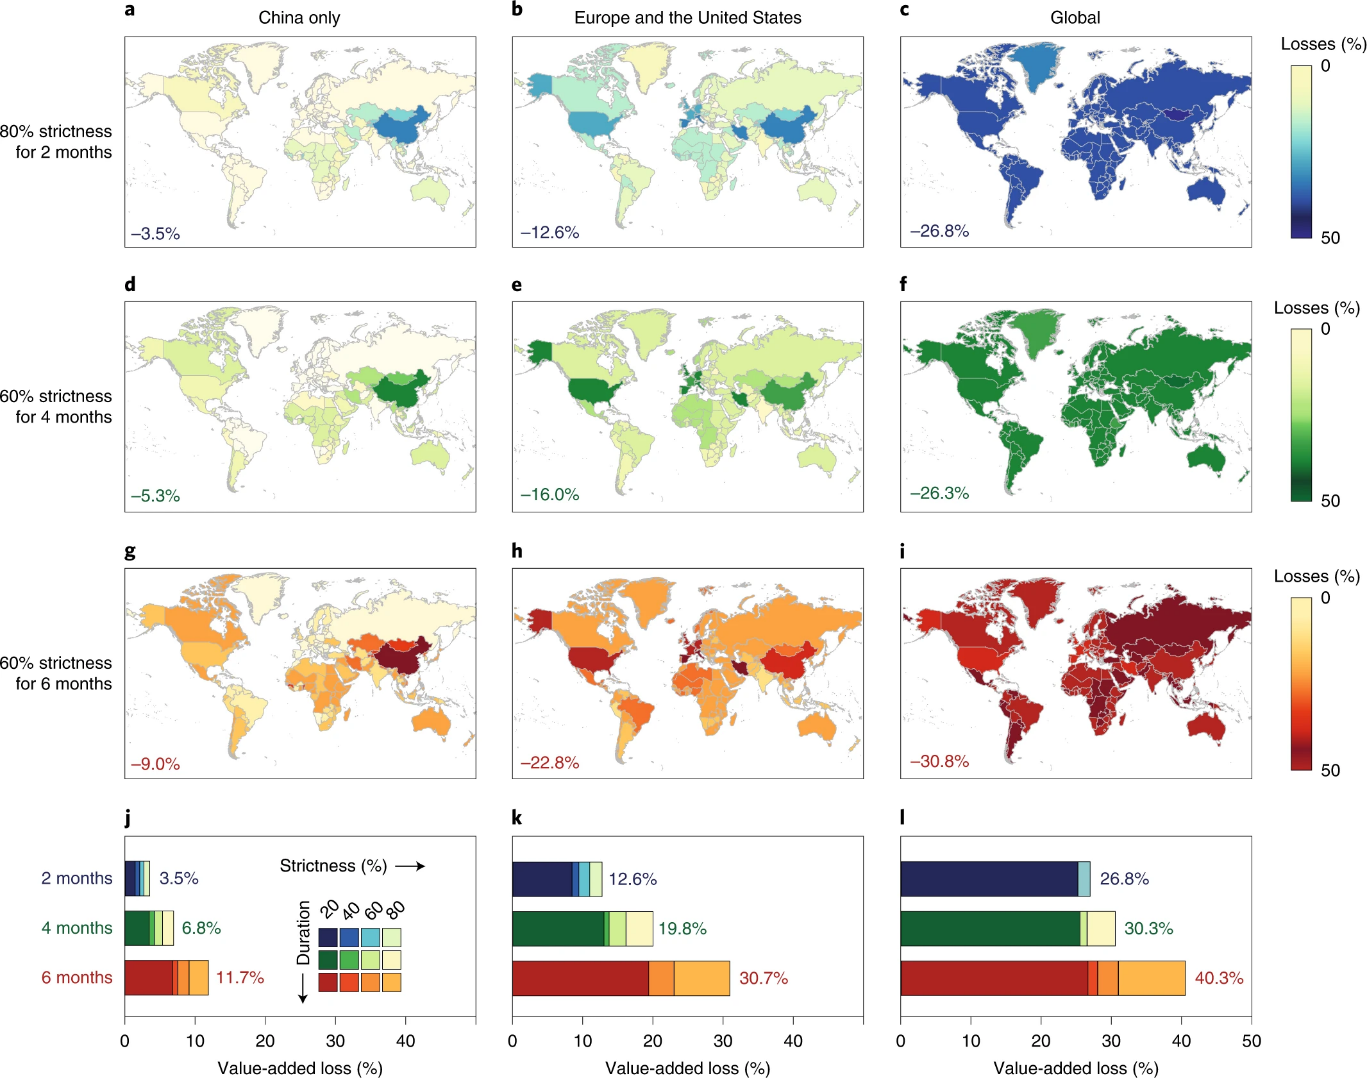 a
China only
b
Europe and the United States
c
Global
Losses (%)
0
50
80% strictness
for 2 months
–3.5%
–12.6%
–26.8%
d
e
f
Losses (%)
0
50
60% strictness
for 4 months
–5.3%
–16.0%
–26.3%
g
h
i
Losses (%)
0
50
60% strictness
for 6 months
–9.0%
–22.8%
–30.8%
j
k
l
2 months
3.5%
4 months
6.8%
6 months
11.7%
Strictness (%)
Duration
20
40
60
80
12.6%
19.8%
30.7%
26.8%
30.3%
40.3%
0
10
20
30
40
0
10
20
30
40
0
10
20
30
40
50
Value-added loss (%)
Value-added loss (%)
Value-added loss (%)